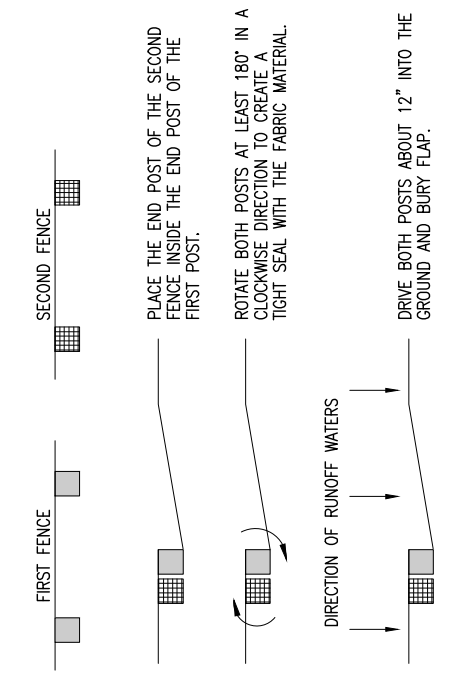 FIRST FENCE
SECOND FENCE
PLACE THE END POST OF THE SECOND
FENCE INSIDE THE END POST OF THE
FIRST POST.
ROTATE BOTH POSTS AT LEAST 180° IN A
CLOCKWISE DIRECTION TO CREATE A
TIGHT SEAL WITH THE FABRIC MATERIAL.
DIRECTION OF RUNOFF WATERS
DRIVE BOTH POSTS ABOUT 12" INTO THE
GROUND AND BURY FLAP.